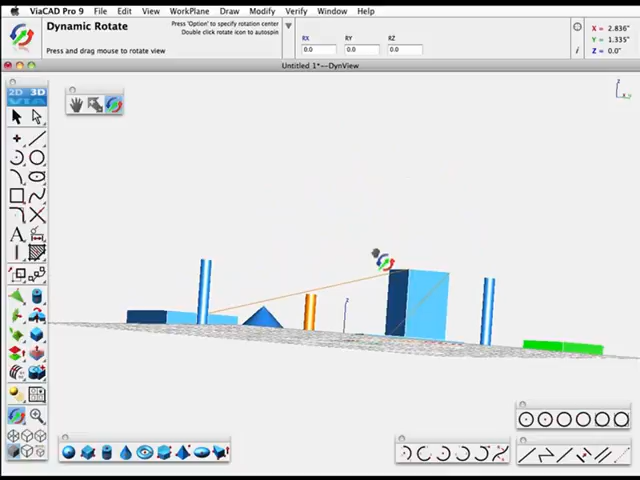 ViaCAD Pro 9 File Edit View WorkPlane Draw Modify Verify Window Help
Dynamic Rotate
Press 'Option' to specify rotation center
Double click rotate icon to autospin
Press and drag mouse to rotate view
RX RY RZ
0.0 0.0 0.0
X = 2.836"
Y = 1.335"
Z = 0.0"
Untitled 1*--DynView
2D 3D
VIA
A
z
z